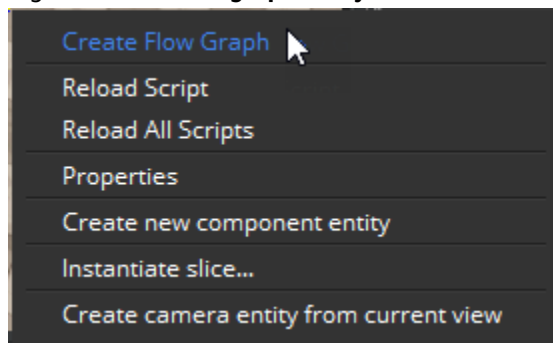 Create Flow Graph
Reload Script
Reload All Scripts
Properties
Create new component entity
Instantiate slice...
Create camera entity from current view